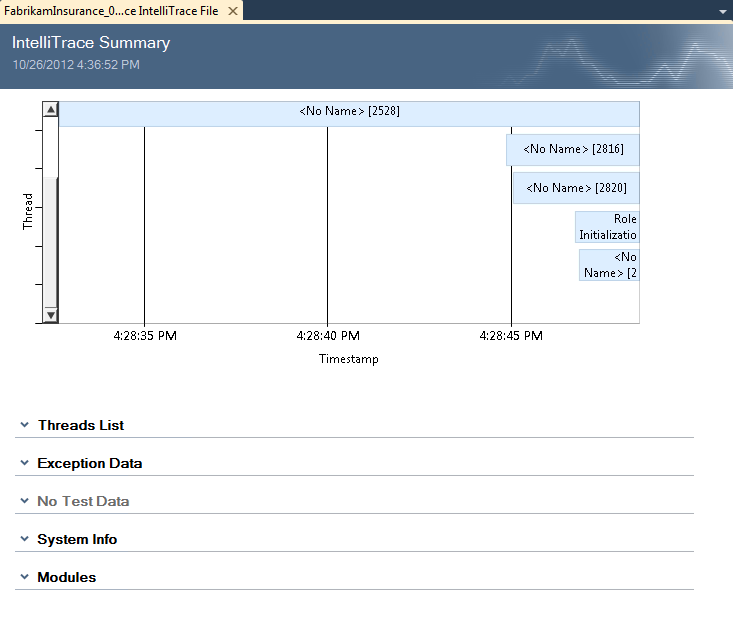 FabrikamInsurance_0...ce IntelliTrace File
IntelliTrace Summary
10/26/2012 4:36:52 PM
<No Name> [2528]
<No Name> [2816]
<No Name> [2820]
Role
Initializatio
<No
Name> [2
Thread
4:28:35 PM
4:28:40 PM
4:28:45 PM
Timestamp
Threads List
Exception Data
No Test Data
System Info
Modules